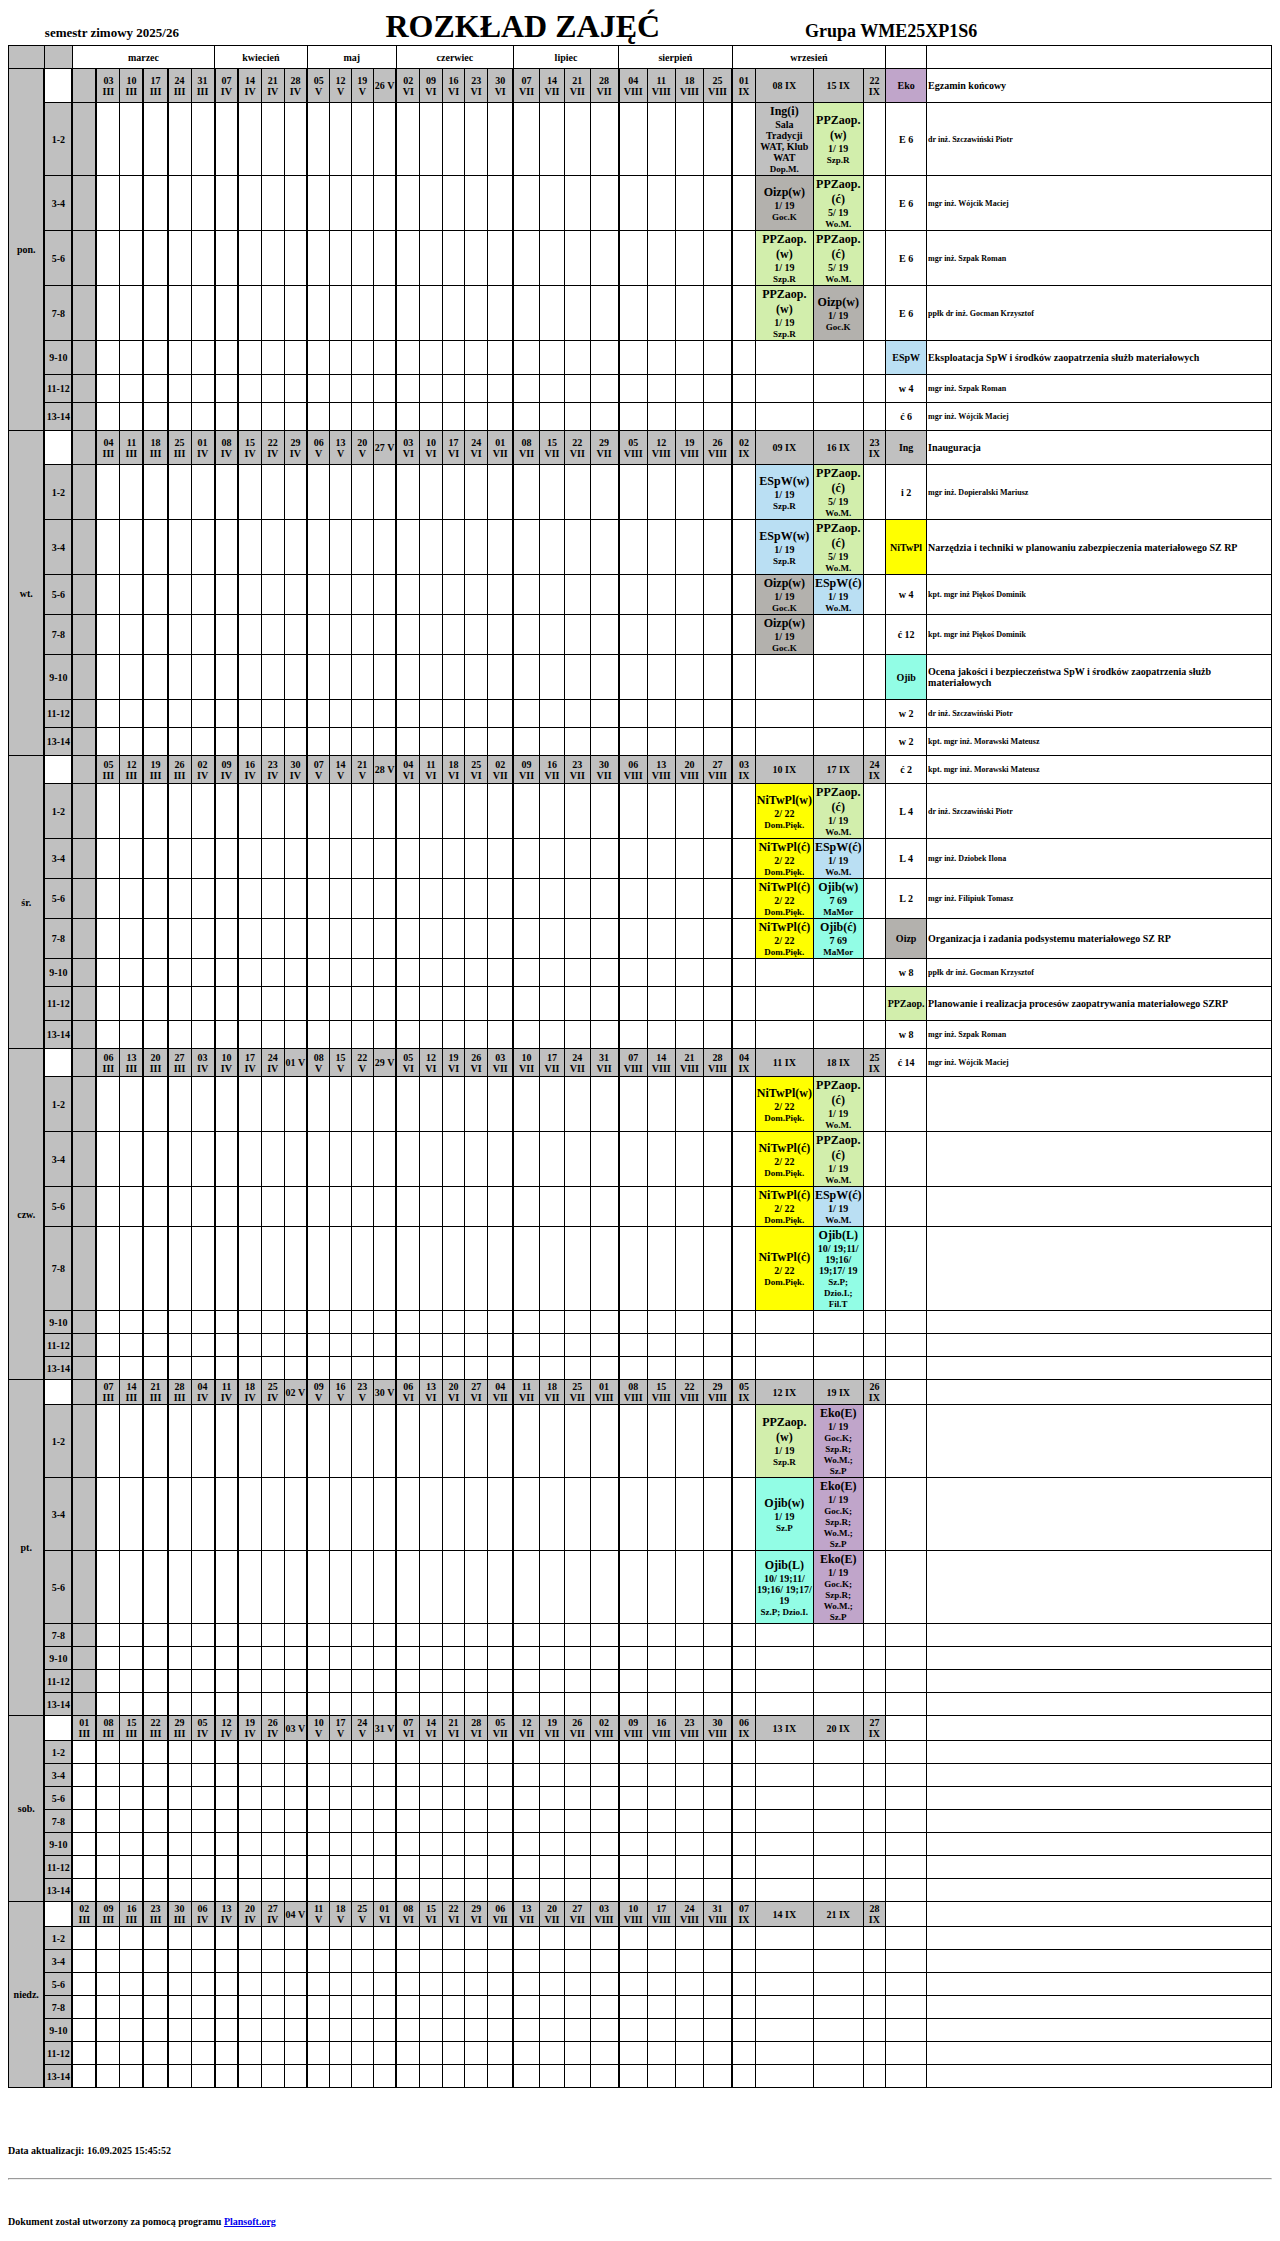 semestr zimowy 2025/26 ROZKŁAD ZAJĘĆ Grupa WME25XP1S6
marzec kwiecień maj czerwiec lipiec sierpień wrzesień
pon. 03 III 10 III 17 III 24 III 31 III 07 IV 14 IV 21 IV 28 IV 05 V 12 V 19 V 26 V 02 VI 09 VI 16 VI 23 VI 30 VI 07 VII 14 VII 21 VII 28 VII 04 VIII 11 VIII 18 VIII 25 VIII 01 IX 08 IX 15 IX 22 IX Eko Egzamin końcowy
1-2 Ing(i) Sala Tradycji WAT, Klub WAT Dop.M. PPZaop.(w) 1/ 19 Szp.R E 6 dr inż. Szczawiński Piotr
3-4 Oizp(w) 1/ 19 Goc.K PPZaop.(ć) 5/ 19 Wo.M. E 6 mgr inż. Wójcik Maciej
5-6 PPZaop.(w) 1/ 19 Szp.R PPZaop.(ć) 5/ 19 Wo.M. E 6 mgr inż. Szpak Roman
7-8 PPZaop.(w) 1/ 19 Szp.R Oizp(w) 1/ 19 Goc.K E 6 ppłk dr inż. Gocman Krzysztof
9-10 ESpW Eksploatacja SpW i środków zaopatrzenia służb materiałowych
11-12 w 4 mgr inż. Szpak Roman
13-14 ć 6 mgr inż. Wójcik Maciej
wt. 04 III 11 III 18 III 25 III 01 IV 08 IV 15 IV 22 IV 29 IV 06 V 13 V 20 V 27 V 03 VI 10 VI 17 VI 24 VI 01 VII 08 VII 15 VII 22 VII 29 VII 05 VIII 12 VIII 19 VIII 26 VIII 02 IX 09 IX 16 IX 23 IX Ing Inauguracja
1-2 ESpW(w) 1/ 19 Szp.R PPZaop.(ć) 5/ 19 Wo.M. i 2 mgr inż. Dopieralski Mariusz
3-4 ESpW(w) 1/ 19 Szp.R PPZaop.(ć) 5/ 19 Wo.M. NiTwPl Narzędzia i techniki w planowaniu zabezpieczenia materiałowego SZ RP
5-6 Oizp(w) 1/ 19 Goc.K ESpW(ć) 1/ 19 Wo.M. w 4 kpt. mgr inż Piękoś Dominik
7-8 Oizp(w) 1/ 19 Goc.K ć 12 kpt. mgr inż Piękoś Dominik
9-10 Ojib Ocena jakości i bezpieczeństwa SpW i środków zaopatrzenia służb materiałowych
11-12 w 2 dr inż. Szczawiński Piotr
13-14 w 2 kpt. mgr inż. Morawski Mateusz
śr. 05 III 12 III 19 III 26 III 02 IV 09 IV 16 IV 23 IV 30 IV 07 V 14 V 21 V 28 V 04 VI 11 VI 18 VI 25 VI 02 VII 09 VII 16 VII 23 VII 30 VII 06 VIII 13 VIII 20 VIII 27 VIII 03 IX 10 IX 17 IX 24 IX ć 2 kpt. mgr inż. Morawski Mateusz
1-2 NiTwPl(w) 2/ 22 Dom.Pięk. PPZaop.(ć) 1/ 19 Wo.M. L 4 dr inż. Szczawiński Piotr
3-4 NiTwPl(ć) 2/ 22 Dom.Pięk. ESpW(ć) 1/ 19 Wo.M. L 4 mgr inż. Dziobek Ilona
5-6 NiTwPl(ć) 2/ 22 Dom.Pięk. Ojib(w) 7 69 MaMor L 2 mgr inż. Filipiuk Tomasz
7-8 NiTwPl(ć) 2/ 22 Dom.Pięk. Ojib(ć) 7 69 MaMor Oizp Organizacja i zadania podsystemu materiałowego SZ RP
9-10 w 8 ppłk dr inż. Gocman Krzysztof
11-12 PPZaop. Planowanie i realizacja procesów zaopatrywania materiałowego SZRP
13-14 w 8 mgr inż. Szpak Roman
czw. 06 III 13 III 20 III 27 III 03 IV 10 IV 17 IV 24 IV 01 V 08 V 15 V 22 V 29 V 05 VI 12 VI 19 VI 26 VI 03 VII 10 VII 17 VII 24 VII 31 VII 07 VIII 14 VIII 21 VIII 28 VIII 04 IX 11 IX 18 IX 25 IX ć 14 mgr inż. Wójcik Maciej
1-2 NiTwPl(w) 2/ 22 Dom.Pięk. PPZaop.(ć) 1/ 19 Wo.M.
3-4 NiTwPl(ć) 2/ 22 Dom.Pięk. PPZaop.(ć) 1/ 19 Wo.M.
5-6 NiTwPl(ć) 2/ 22 Dom.Pięk. ESpW(ć) 1/ 19 Wo.M.
7-8 NiTwPl(ć) 2/ 22 Dom.Pięk. Ojib(L) 10/ 19;11/ 19;16/ 19;17/ 19 Sz.P; Dzio.I.; Fil.T
9-10
11-12
13-14
pt. 07 III 14 III 21 III 28 III 04 IV 11 IV 18 IV 25 IV 02 V 09 V 16 V 23 V 30 V 06 VI 13 VI 20 VI 27 VI 04 VII 11 VII 18 VII 25 VII 01 VIII 08 VIII 15 VIII 22 VIII 29 VIII 05 IX 12 IX 19 IX 26 IX
1-2 PPZaop.(w) 1/ 19 Szp.R Eko(E) 1/ 19 Goc.K; Szp.R; Wo.M.; Sz.P
3-4 Ojib(w) 1/ 19 Sz.P Eko(E) 1/ 19 Goc.K; Szp.R; Wo.M.; Sz.P
5-6 Ojib(L) 10/ 19;11/ 19;16/ 19;17/ 19 Sz.P; Dzio.I. Eko(E) 1/ 19 Goc.K; Szp.R; Wo.M.; Sz.P
7-8
9-10
11-12
13-14
sob. 01 III 08 III 15 III 22 III 29 III 05 IV 12 IV 19 IV 26 IV 03 V 10 V 17 V 24 V 31 V 07 VI 14 VI 21 VI 28 VI 05 VII 12 VII 19 VII 26 VII 02 VIII 09 VIII 16 VIII 23 VIII 30 VIII 06 IX 13 IX 20 IX 27 IX
1-2
3-4
5-6
7-8
9-10
11-12
13-14
niedz. 02 III 09 III 16 III 23 III 30 III 06 IV 13 IV 20 IV 27 IV 04 V 11 V 18 V 25 V 01 VI 08 VI 15 VI 22 VI 29 VI 06 VII 13 VII 20 VII 27 VII 03 VIII 10 VIII 17 VIII 24 VIII 31 VIII 07 IX 14 IX 21 IX 28 IX
1-2
3-4
5-6
7-8
9-10
11-12
13-14
Data aktualizacji: 16.09.2025 15:45:52
Dokument został utworzony za pomocą programu Plansoft.org